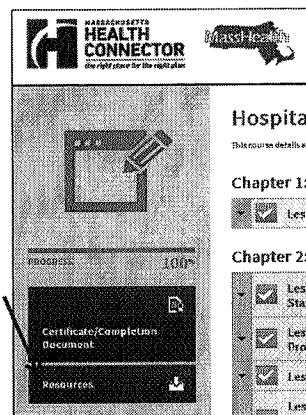 MASSACHUSETTS
HEALTH
CONNECTOR
the right place for the right plan
MassHealth
Hospita
This course details a
Chapter 1:
Les
PROGRESS
100%
Chapter 2:
Les
Sta
Certificate/Completion
Document
Les
Pro
Resources
Les
Les